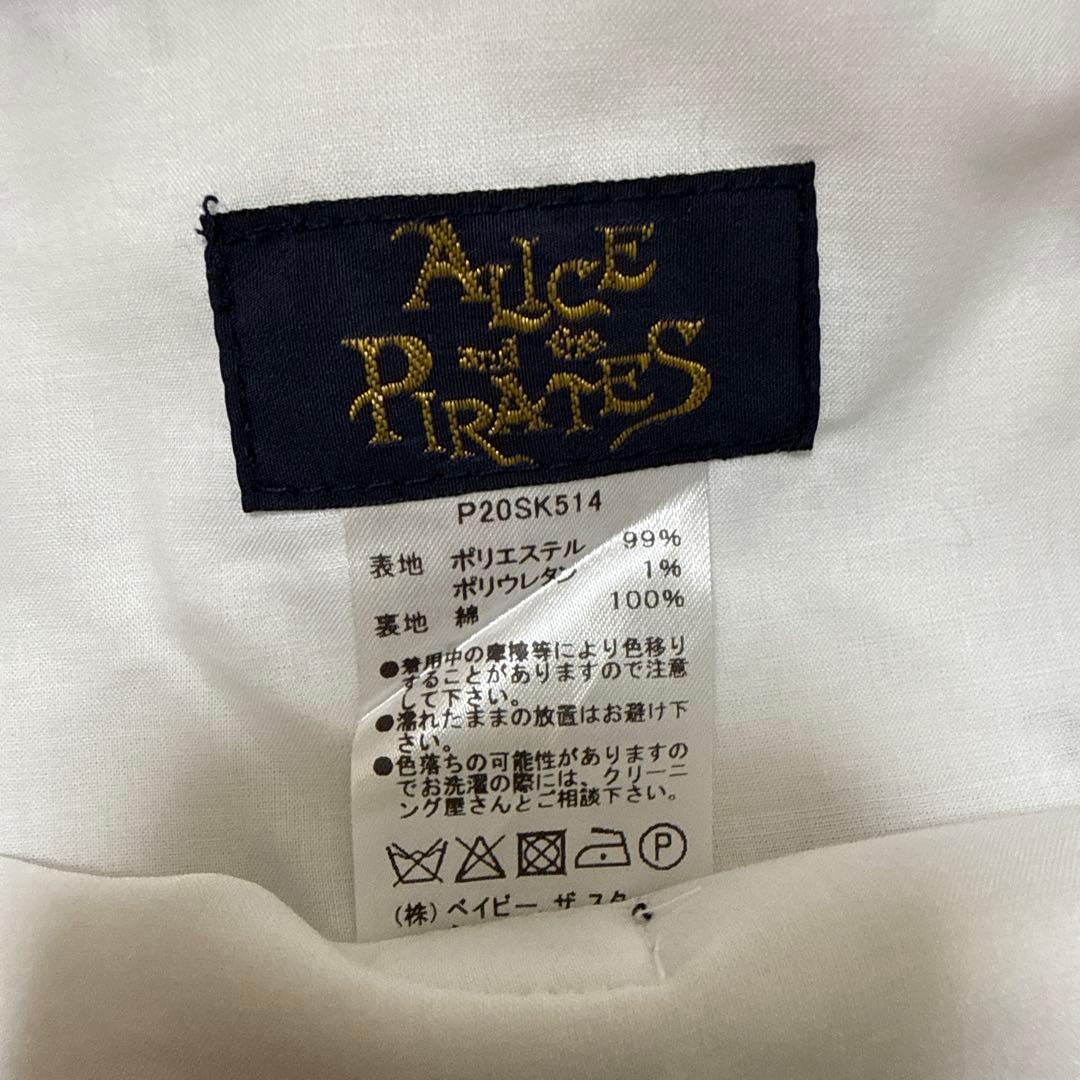 ALICE
and the
PIRATES
P20SK514
表地 ポリエステル 99%
ポリウレタン 1%
裏地 綿 100%
●着用中の摩擦等により色移り
することがありますので注意
して下さい。
●濡れたままの放置はお避け下
さい。
●色落ちの可能性がありますの
でお洗濯の際には、クリーニ
ング屋さんとご相談下さい。
P
(株)ベイビー,ザ スタ